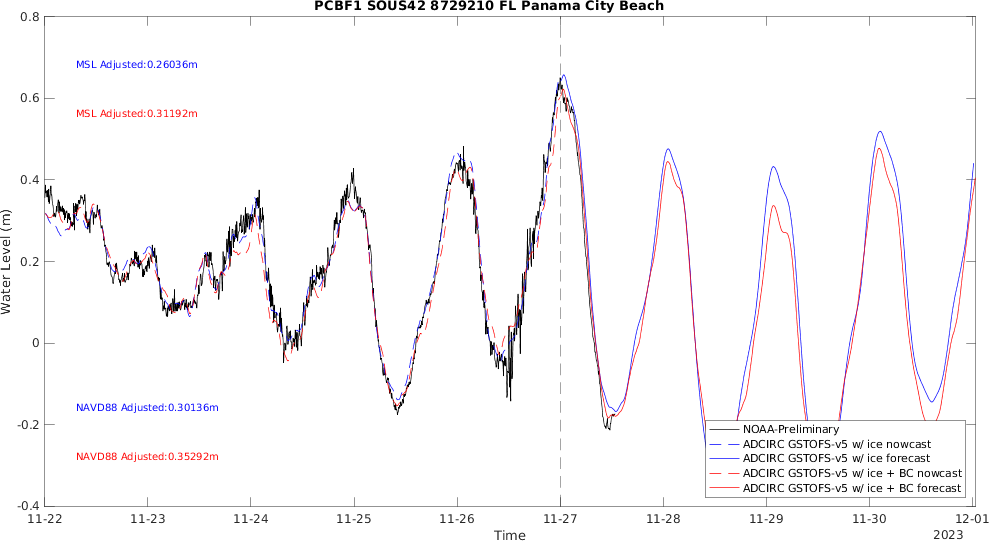 PCBF1 SOUS42 8729210 FL Panama City Beach
0.8
0.6
0.4
0.2
0
-0.2
-0.4
Water Level (m)
MSL Adjusted:0.26036m
MSL Adjusted:0.31192m
NAVD88 Adjusted:0.30136m
NAVD88 Adjusted:0.35292m
NOAA-Preliminary
ADCIRC GSTOFS-v5 w/ ice nowcast
ADCIRC GSTOFS-v5 w/ ice forecast
ADCIRC GSTOFS-v5 w/ ice + BC nowcast
ADCIRC GSTOFS-v5 w/ ice + BC forecast
11-22 11-23 11-24 11-25 11-26 11-27 11-28 11-29 11-30 12-01
Time
2023